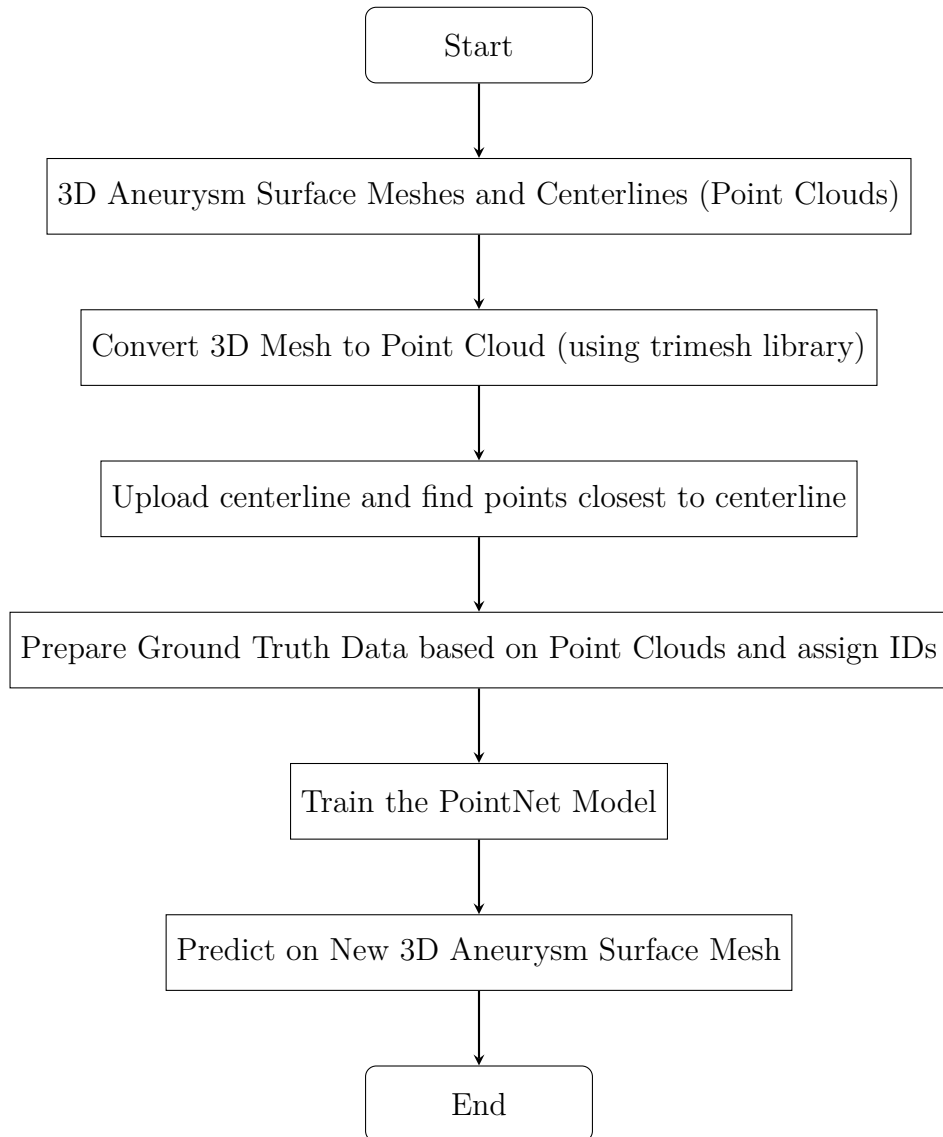 Start
3D Aneurysm Surface Meshes and Centerlines (Point Clouds)
Convert 3D Mesh to Point Cloud (using trimesh library)
Upload centerline and find points closest to centerline
Prepare Ground Truth Data based on Point Clouds and assign IDs
Train the PointNet Model
Predict on New 3D Aneurysm Surface Mesh
End